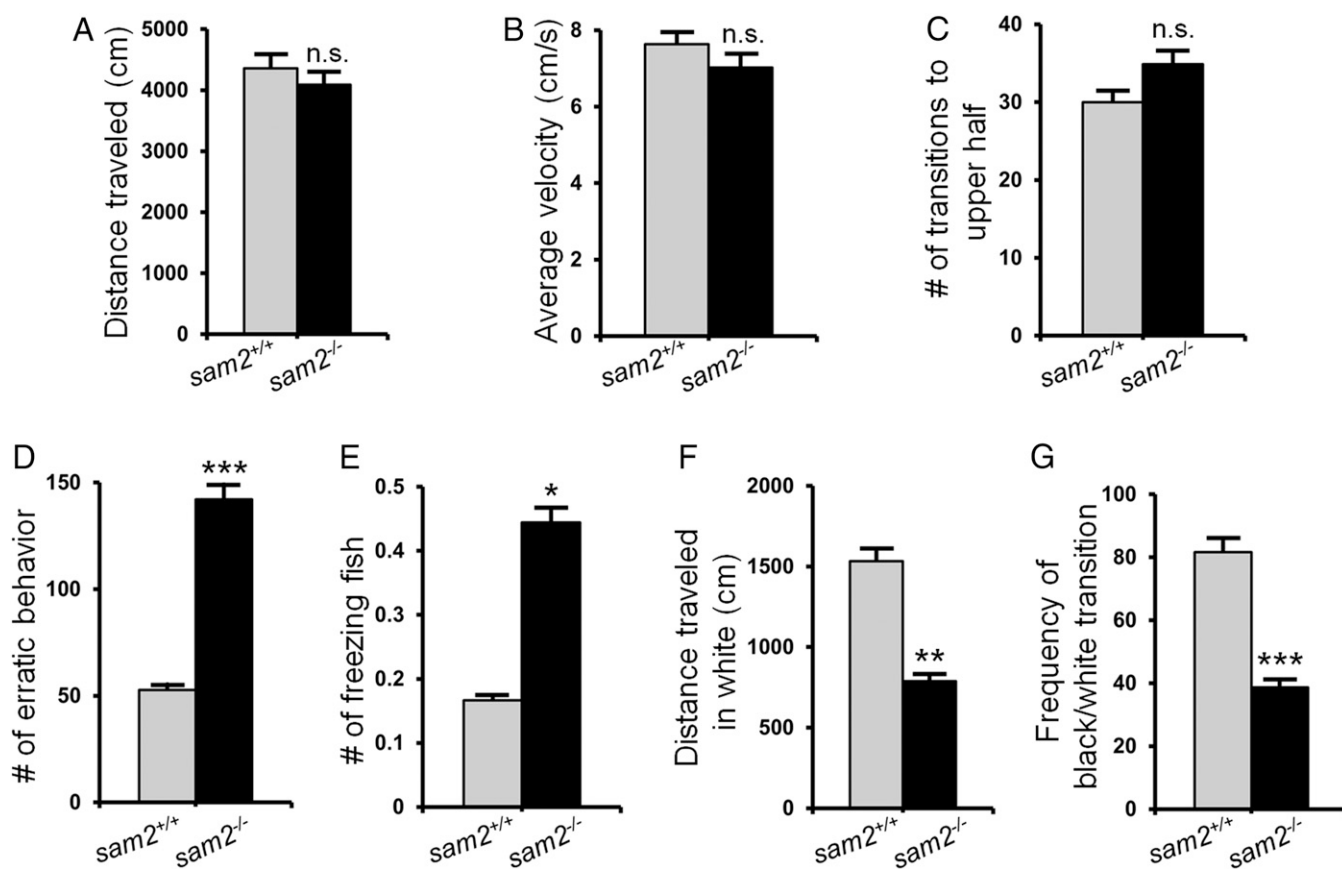 A
Distance traveled (cm)
5000
4000
3000
2000
1000
0
n.s.
sam2+/+
sam2-/-
B
Average velocity (cm/s)
8
6
4
2
0
n.s.
sam2+/+
sam2-/-
C
# of transitions to
upper half
40
30
20
10
0
n.s.
sam2+/+
sam2-/-
D
# of erratic behavior
150
100
50
0
***
sam2+/+
sam2-/-
E
# of freezing fish
0.5
0.4
0.3
0.2
0.1
0
*
sam2+/+
sam2-/-
F
Distance traveled
in white (cm)
2000
1500
1000
500
0
**
sam2+/+
sam2-/-
G
Frequency of
black/white transition
100
80
60
40
20
0
***
sam2+/+
sam2-/-